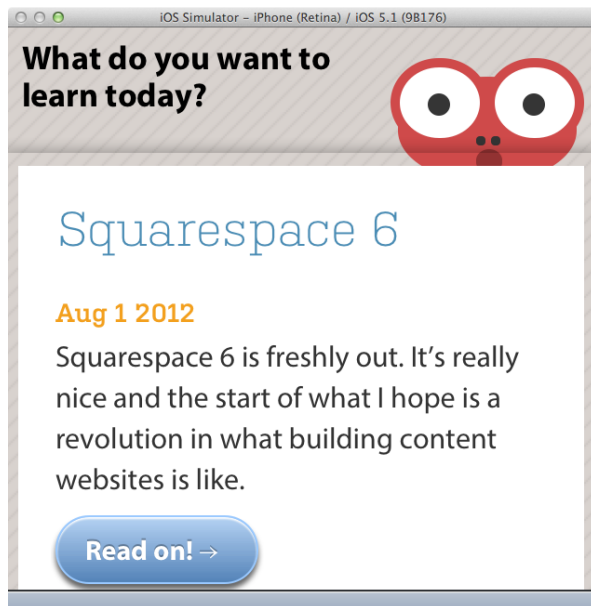 iOS Simulator – iPhone (Retina) / iOS 5.1 (9B176)
What do you want to
learn today?
Squarespace 6
Aug 1 2012
Squarespace 6 is freshly out. It’s really
nice and the start of what I hope is a
revolution in what building content
websites is like.
Read on! →